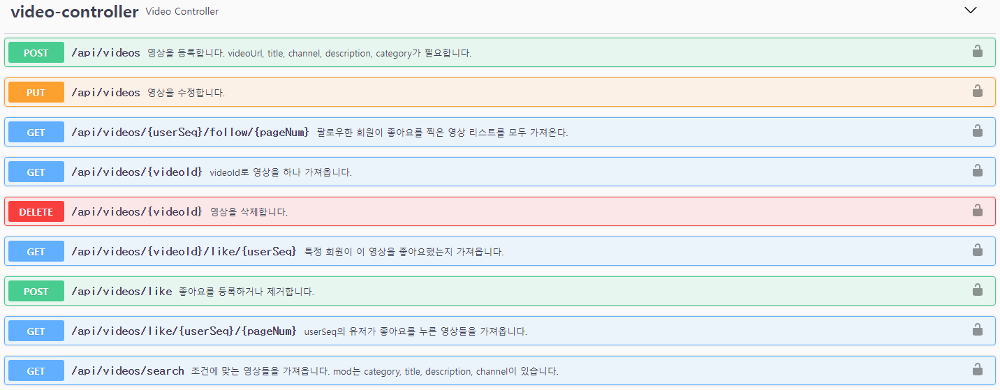 video-controller Video Controller
POST /api/videos 영상을 등록합니다. videoUrl, title, channel, description, category가 필요합니다.
PUT /api/videos 영상을 수정합니다.
GET /api/videos/{userSeq}/follow/{pageNum} 팔로우한 회원이 좋아요를 찍은 영상 리스트를 모두 가져온다.
GET /api/videos/{videoId} videoId로 영상을 하나 가져옵니다.
DELETE /api/videos/{videoId} 영상을 삭제합니다.
GET /api/videos/{videoId}/like/{userSeq} 특정 회원이 이 영상을 좋아요했는지 가져옵니다.
POST /api/videos/like 좋아요를 등록하거나 제거합니다.
GET /api/videos/like/{userSeq}/{pageNum} userSeq의 유저가 좋아요를 누른 영상들을 가져옵니다.
GET /api/videos/search 조건에 맞는 영상들을 가져옵니다. mod는 category, title, description, channel이 있습니다.